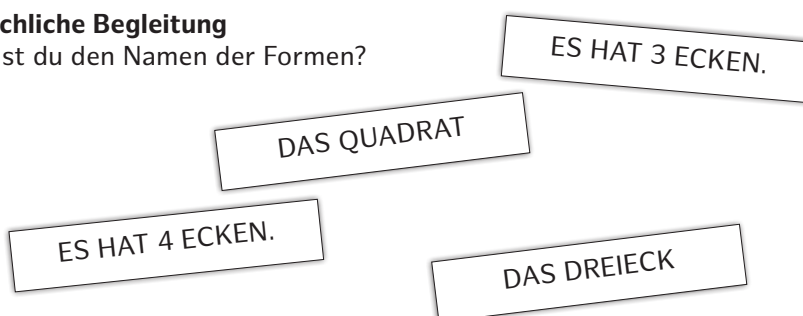 chliche Begleitung
st du den Namen der Formen?
ES HAT 3 ECKEN.
DAS QUADRAT
ES HAT 4 ECKEN.
DAS DREIECK